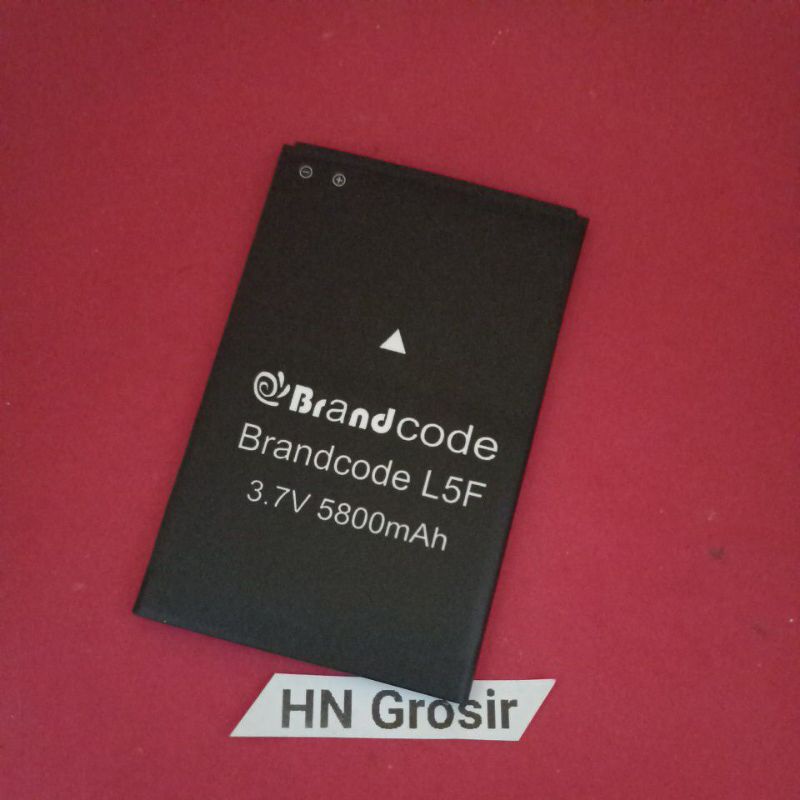 Brandcode
Brandcode L5F
3.7V 5800mAh
HN Grosir